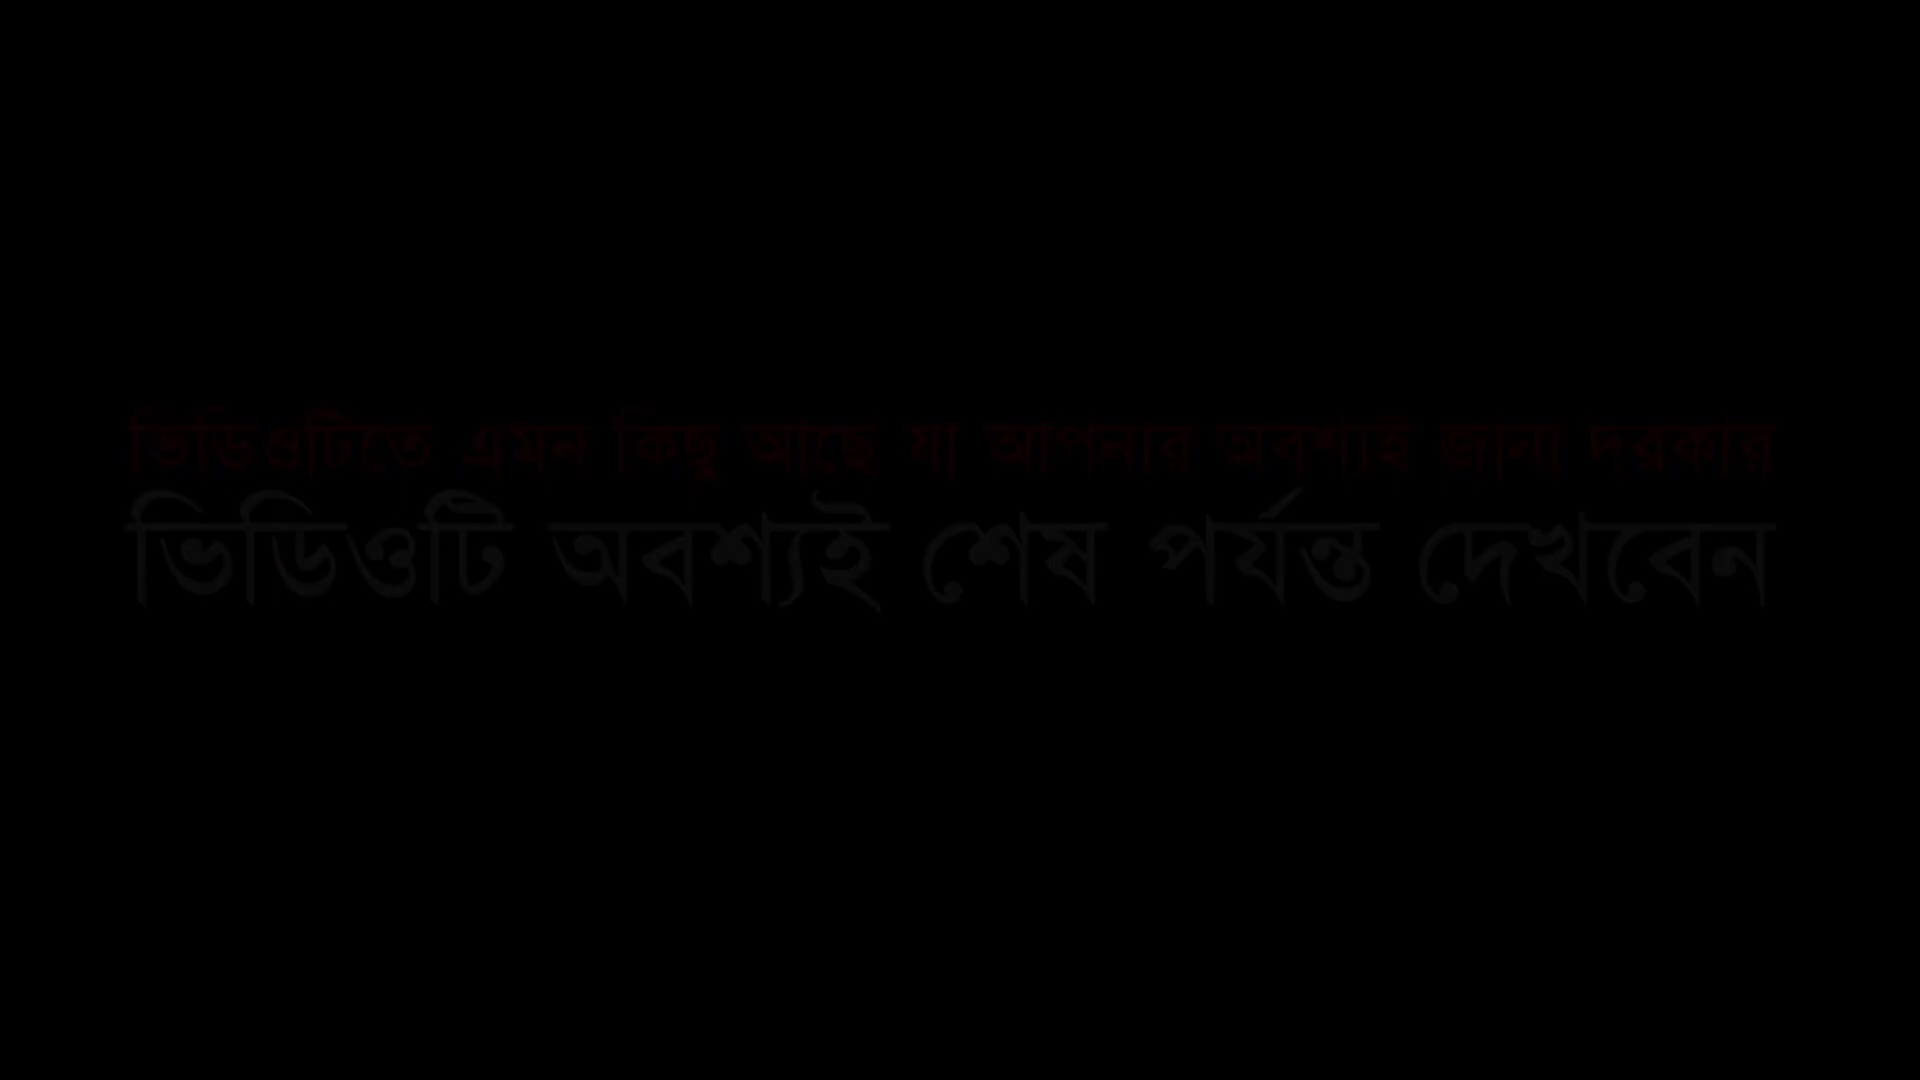 ভিডিওটিতে এমন কিছু আছে যা আপনার অবশ্যই জানা দরকার
ভিডিওটি অবশ্যই শেষ পর্যন্ত দেখবেন